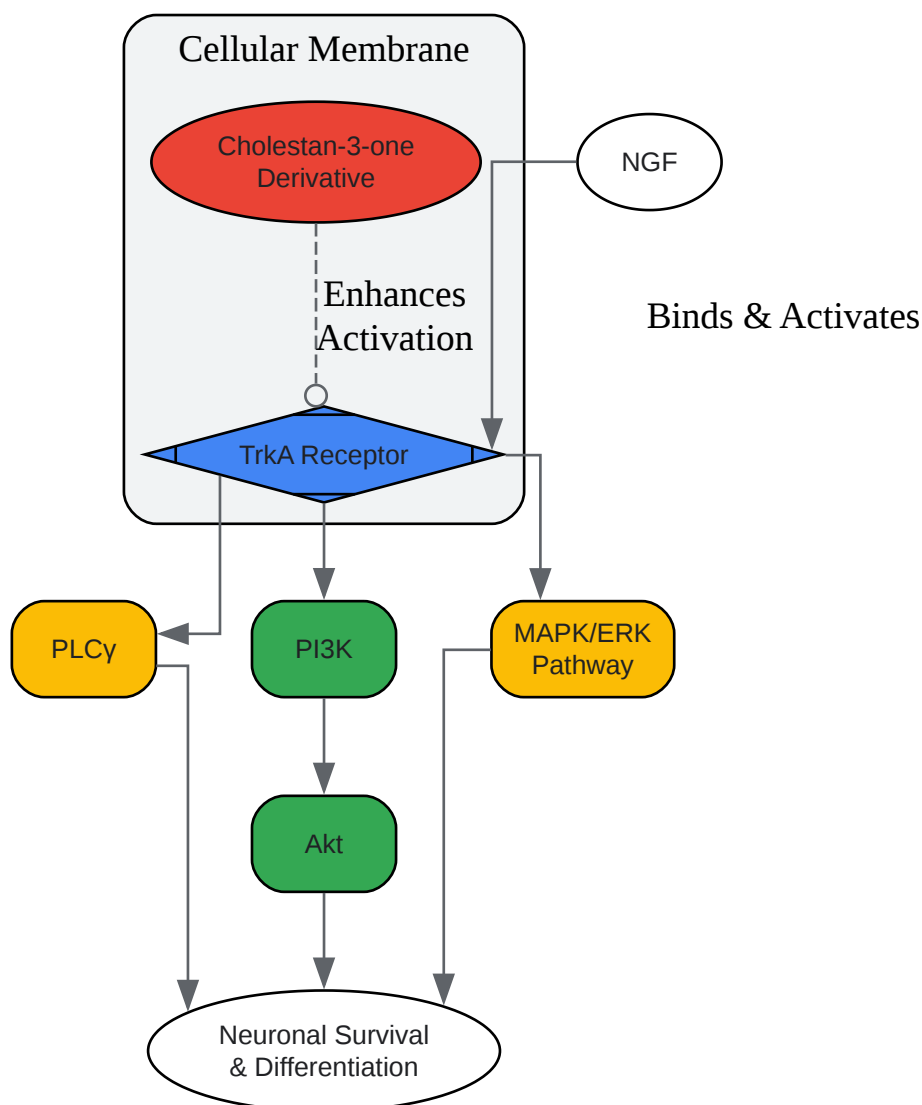 Cellular Membrane
Cholestan-3-one
Derivative
NGF
Enhances
Activation
Binds & Activates
TrkA Receptor
PLCγ
PI3K
MAPK/ERK
Pathway
Akt
Neuronal Survival
& Differentiation